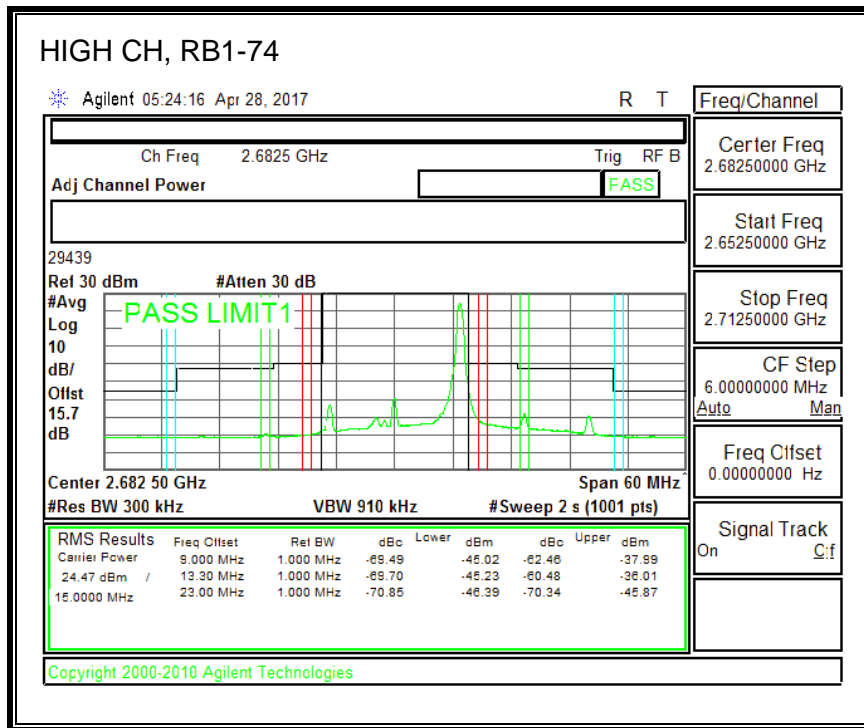 HIGH CH, RB1-74
Agilent 05:24:16 Apr 28, 2017 R T
Freq/Channel
Ch Freq 2.6825 GHz Trig RF B
Adj Channel Power PASS
Center Freq
2.68250000 GHz
Start Freq
2.65250000 GHz
Stop Freq
2.71250000 GHz
CF Step
6.00000000 MHz
Auto Man
Freq Offset
0.00000000 Hz
Signal Track
On Off
29439
Ref 30 dBm #Atten 30 dB
#Avg
Log
10
dB/
Offst
15.7
dB
PASS LIMIT1
Center 2.682 50 GHz Span 60 MHz
#Res BW 300 kHz VBW 910 kHz #Sweep 2 s (1001 pts)
RMS Results Freq Offset Ref BW dBc Lower dBm dBc Upper dBm
Carrier Power 9.000 MHz 1.000 MHz -69.49 -45.02 -62.46 -37.99
24.47 dBm / 13.30 MHz 1.000 MHz -69.70 -45.23 -60.48 -36.01
15.0000 MHz 23.00 MHz 1.000 MHz -70.85 -46.39 -70.34 -45.87
Copyright 2000-2010 Agilent Technologies